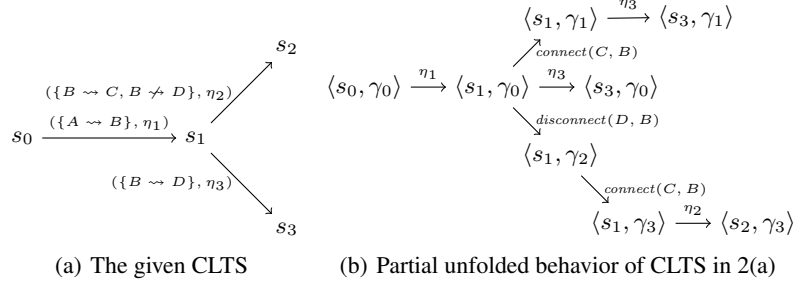 s₂
({B ⇝ C, B ⇝̸ D}, η₂)
({A ⇝ B}, η₁)
s₀ s₁
({B ⇝ D}, η₃)
s₃
(a) The given CLTS
⟨s₁, γ₁⟩ η₃ ⟨s₃, γ₁⟩
connect(C, B)
⟨s₀, γ₀⟩ η₁ ⟨s₁, γ₀⟩ η₃ ⟨s₃, γ₀⟩
disconnect(D, B)
⟨s₁, γ₂⟩
connect(C, B)
⟨s₁, γ₃⟩ η₂ ⟨s₂, γ₃⟩
(b) Partial unfolded behavior of CLTS in 2(a)